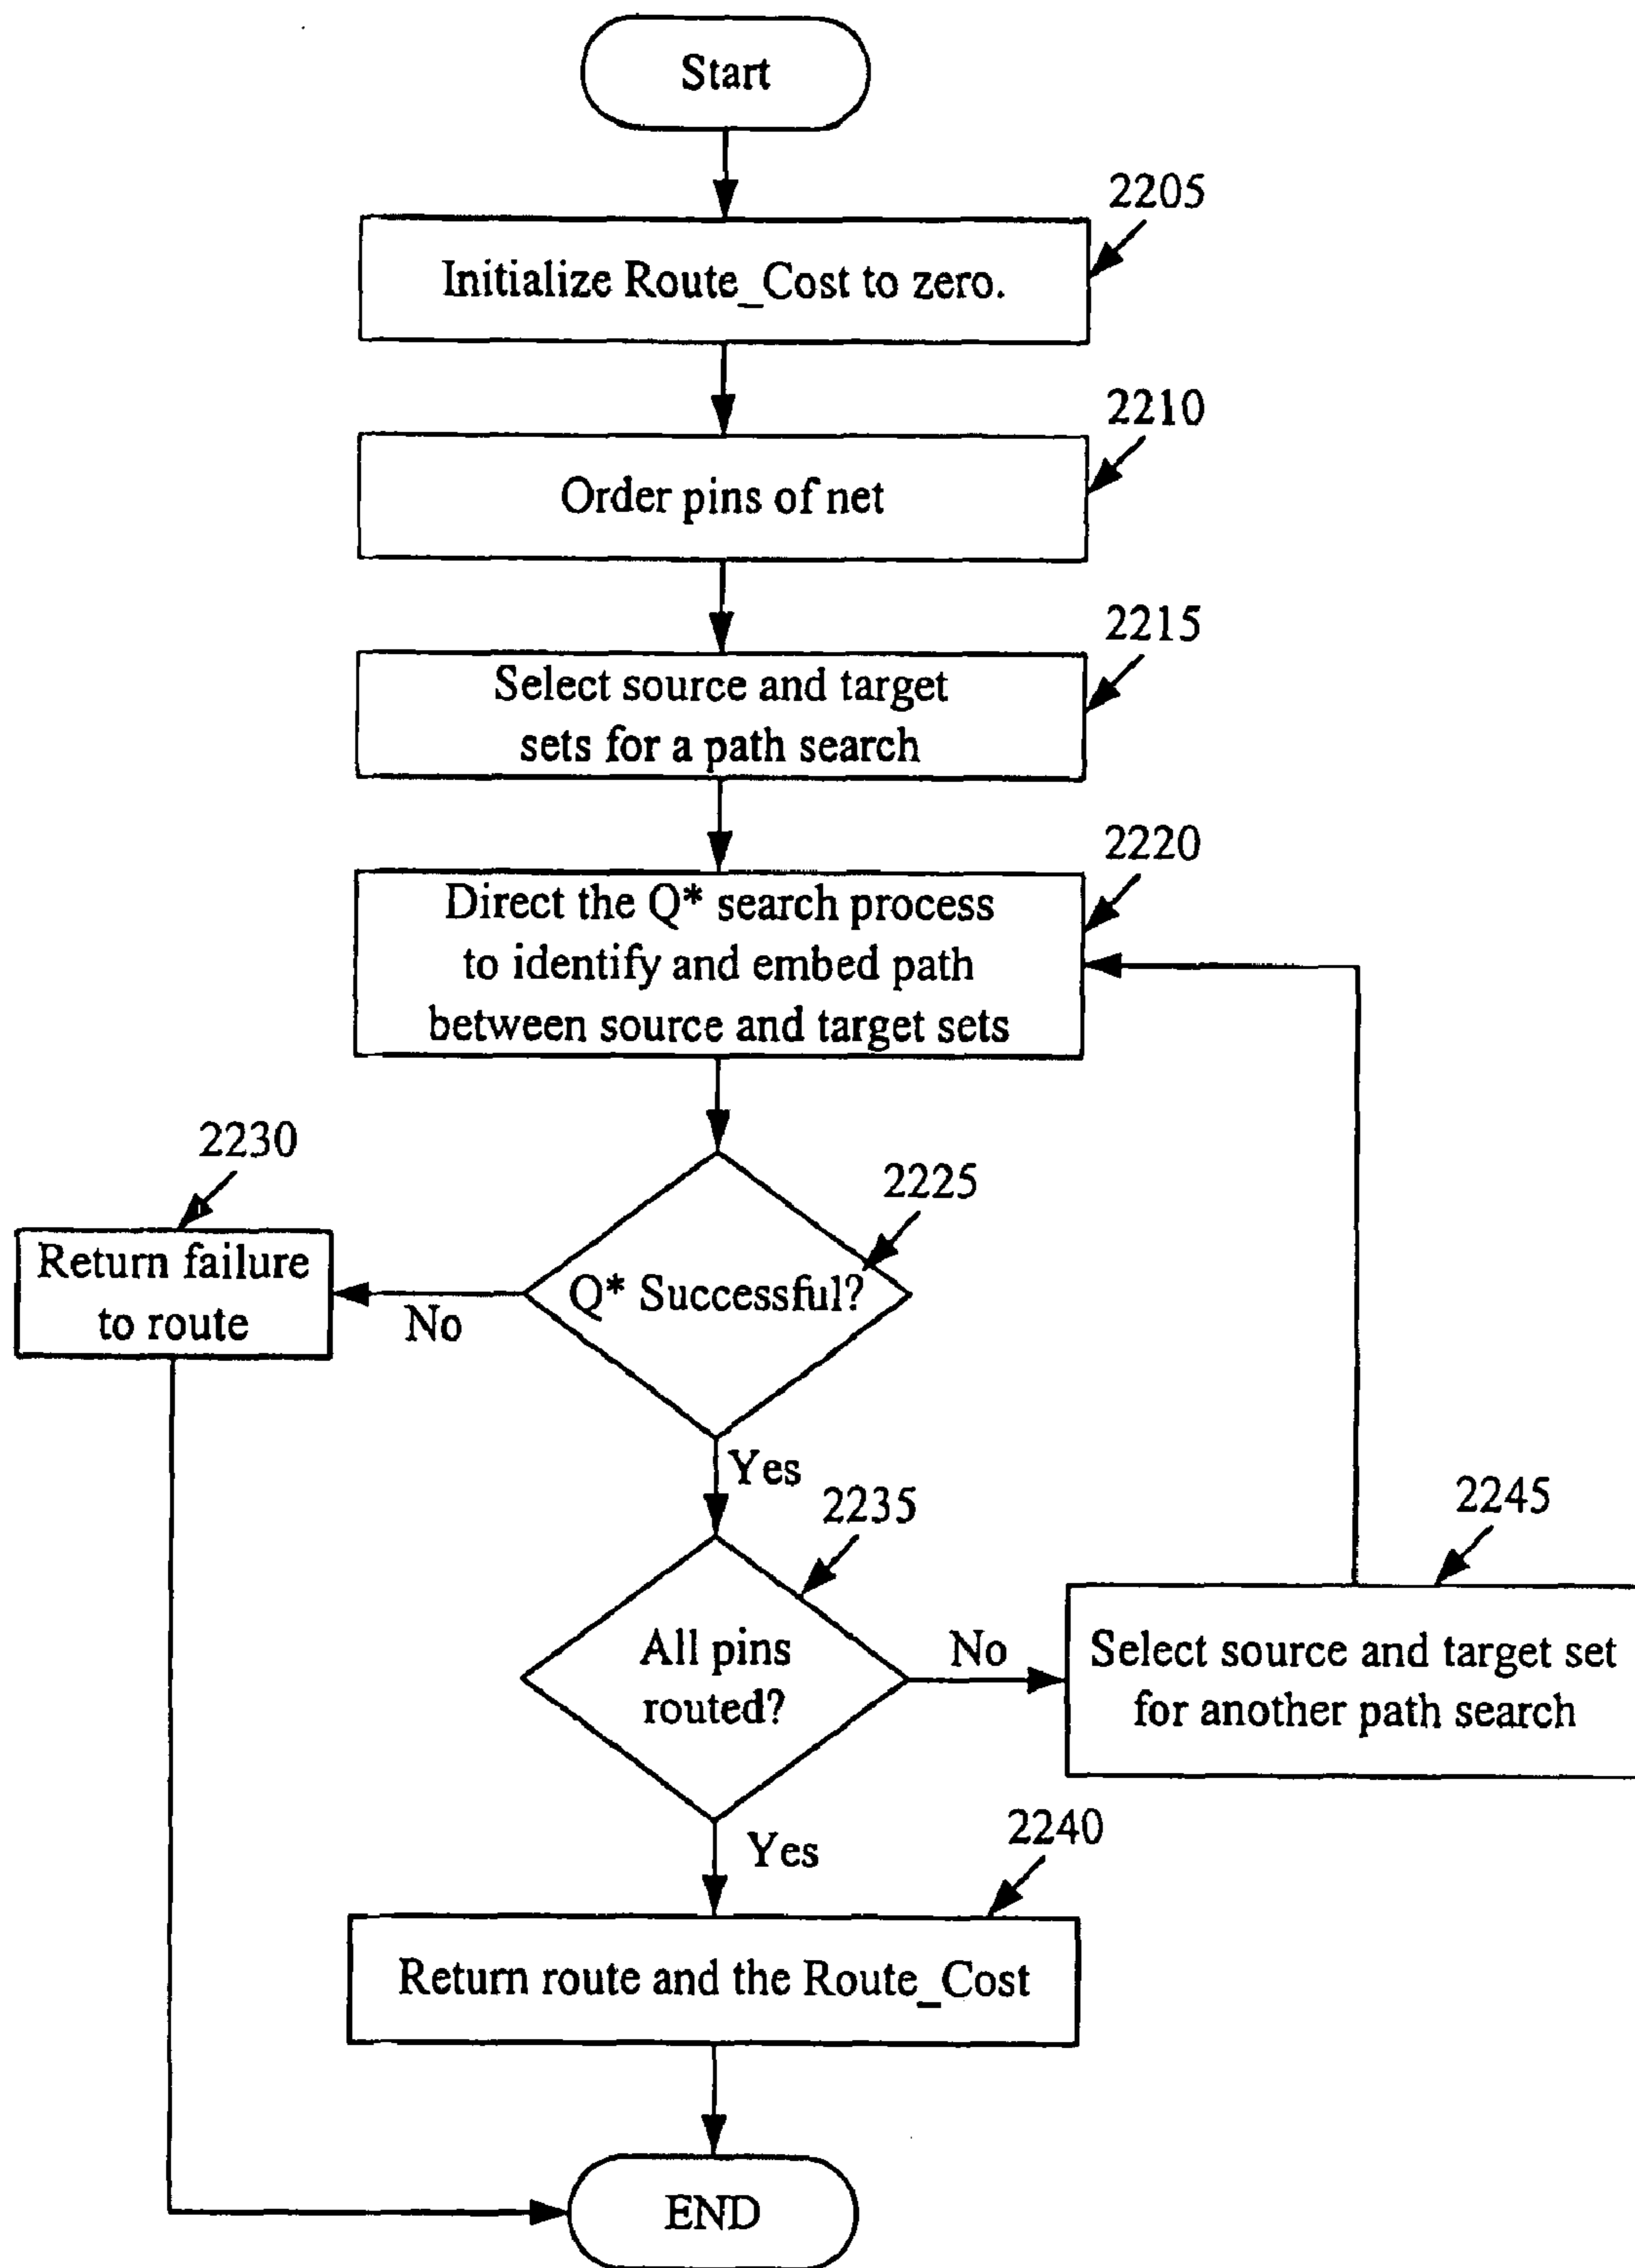 Start
2205
Initialize Route_Cost to zero.
2210
Order pins of net
2215
Select source and target
sets for a path search
2220
Direct the Q* search process
to identify and embed path
between source and target sets
2230
Return failure
to route
No
2225
Q* Successful?
Yes
2235
All pins
routed?
No
2245
Select source and target set
for another path search
Yes
2240
Return route and the Route_Cost
END